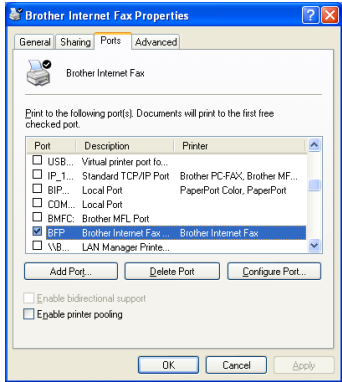 Brother Internet Fax Properties
General Sharing Ports Advanced
Brother Internet Fax
Print to the following port(s). Documents will print to the first free
checked port.
Port Description Printer
USB... Virtual printer port fo...
IP_1... Standard TCP/IP Port Brother PC-FAX, Brother MF...
BIP... Local Port PaperPort Color, PaperPort
COM... Local Port
BMFC: Brother MFL Port
BFP Brother Internet Fax ... Brother Internet Fax
\\B... LAN Manager Printe...
Add Port... Delete Port Configure Port...
Enable bidirectional support
Enable printer pooling
OK Cancel Apply